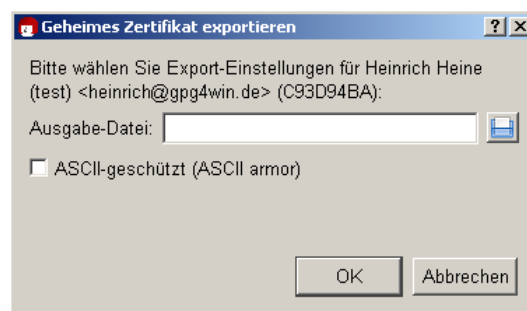 Geheimes Zertifikat exportieren
Bitte wählen Sie Export-Einstellungen für Heinrich Heine
(test) <heinrich@gpg4win.de> (C93D94BA):
Ausgabe-Datei:
ASCII-geschützt (ASCII armor)
OK Abbrechen